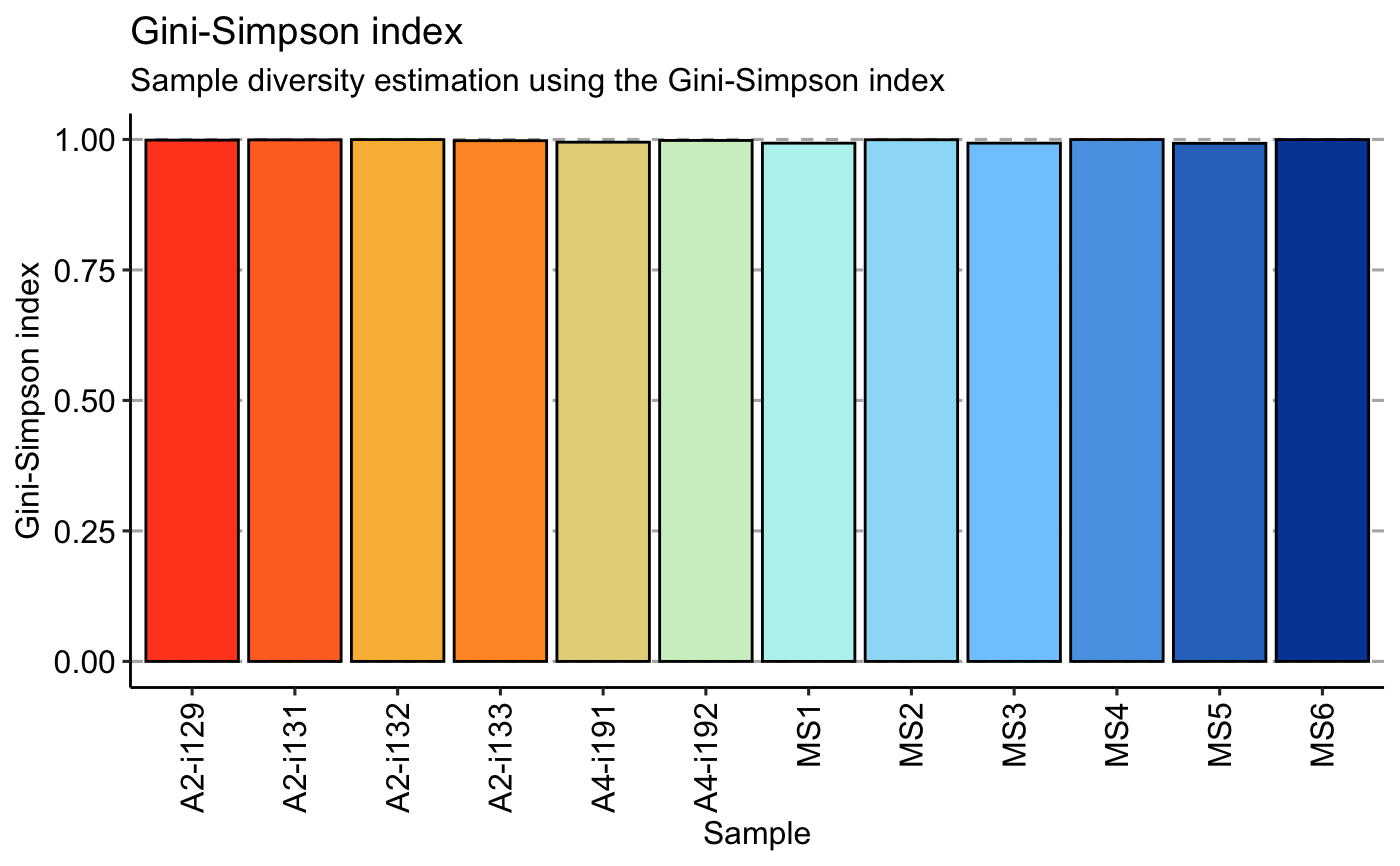 Gini-Simpson index
Sample diversity estimation using the Gini-Simpson index
Gini-Simpson index
1.00
0.75
0.50
0.25
0.00
A2-i129
A2-i131
A2-i132
A2-i133
A4-i191
A4-i192
MS1
MS2
MS3
MS4
MS5
MS6
Sample